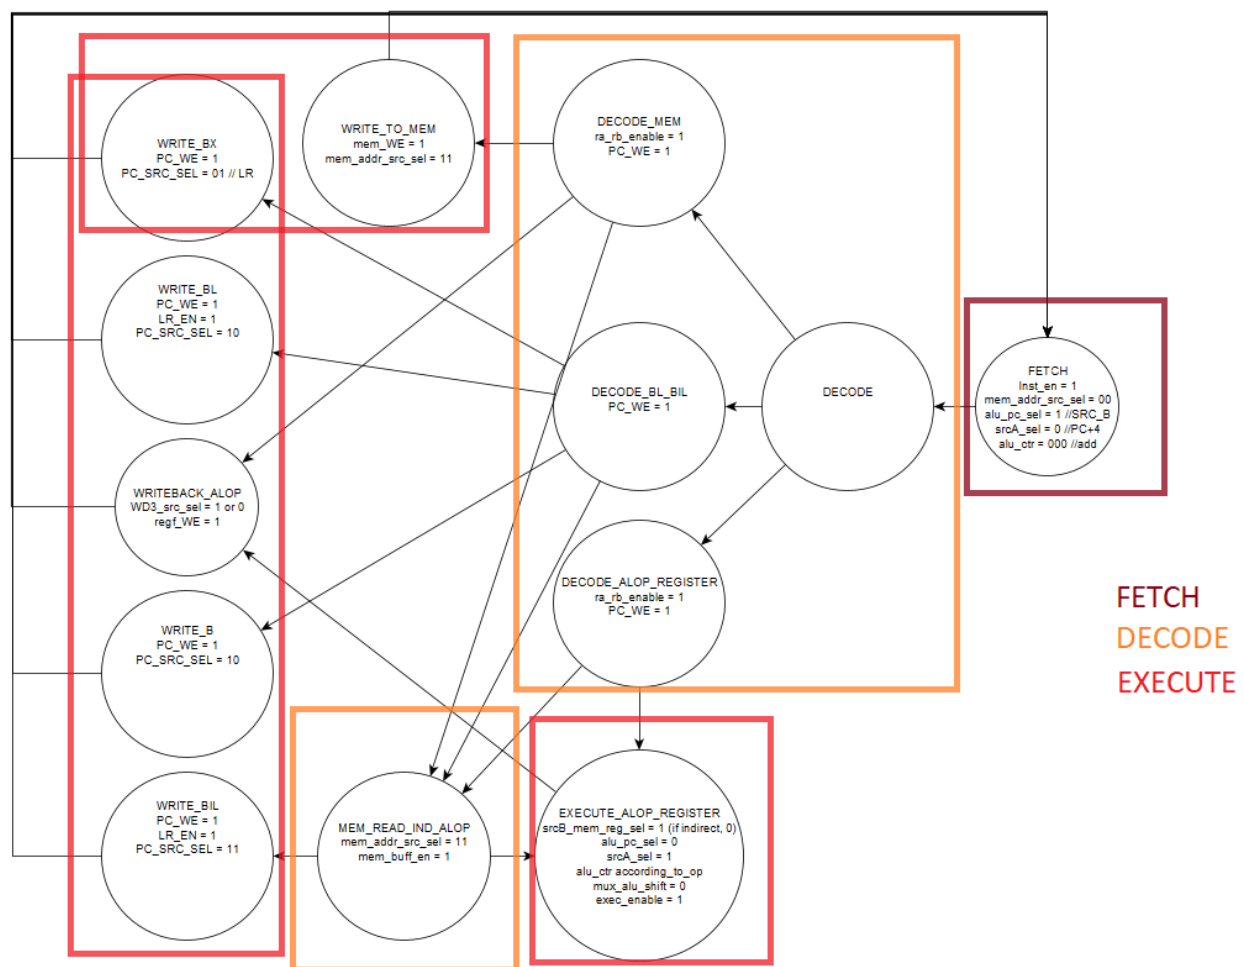 WRITE_BX
PC_WE = 1
PC_SRC_SEL = 01 // LR
WRITE_TO_MEM
mem_WE = 1
mem_addr_src_sel = 11
DECODE_MEM
ra_rb_enable = 1
PC_WE = 1
WRITE_BL
PC_WE = 1
LR_EN = 1
PC_SRC_SEL = 10
DECODE_BL_BIL
PC_WE = 1
DECODE
FETCH
Inst_en = 1
mem_addr_src_sel = 00
alu_pc_sel = 1 //SRC_B
srcA_sel = 0 //PC+4
alu_ctr = 000 //add
WRITEBACK_ALOP
WD3_src_sel = 1 or 0
regf_WE = 1
DECODE_ALOP_REGISTER
ra_rb_enable = 1
PC_WE = 1
WRITE_B
PC_WE = 1
PC_SRC_SEL = 10
FETCH
DECODE
EXECUTE
WRITE_BIL
PC_WE = 1
LR_EN = 1
PC_SRC_SEL = 11
MEM_READ_IND_ALOP
mem_addr_src_sel = 11
mem_buff_en = 1
EXECUTE_ALOP_REGISTER
srcB_mem_reg_sel = 1 (if indirect, 0)
alu_pc_sel = 0
srcA_sel = 1
alu_ctr according_to_op
mux_alu_shift = 0
exec_enable = 1